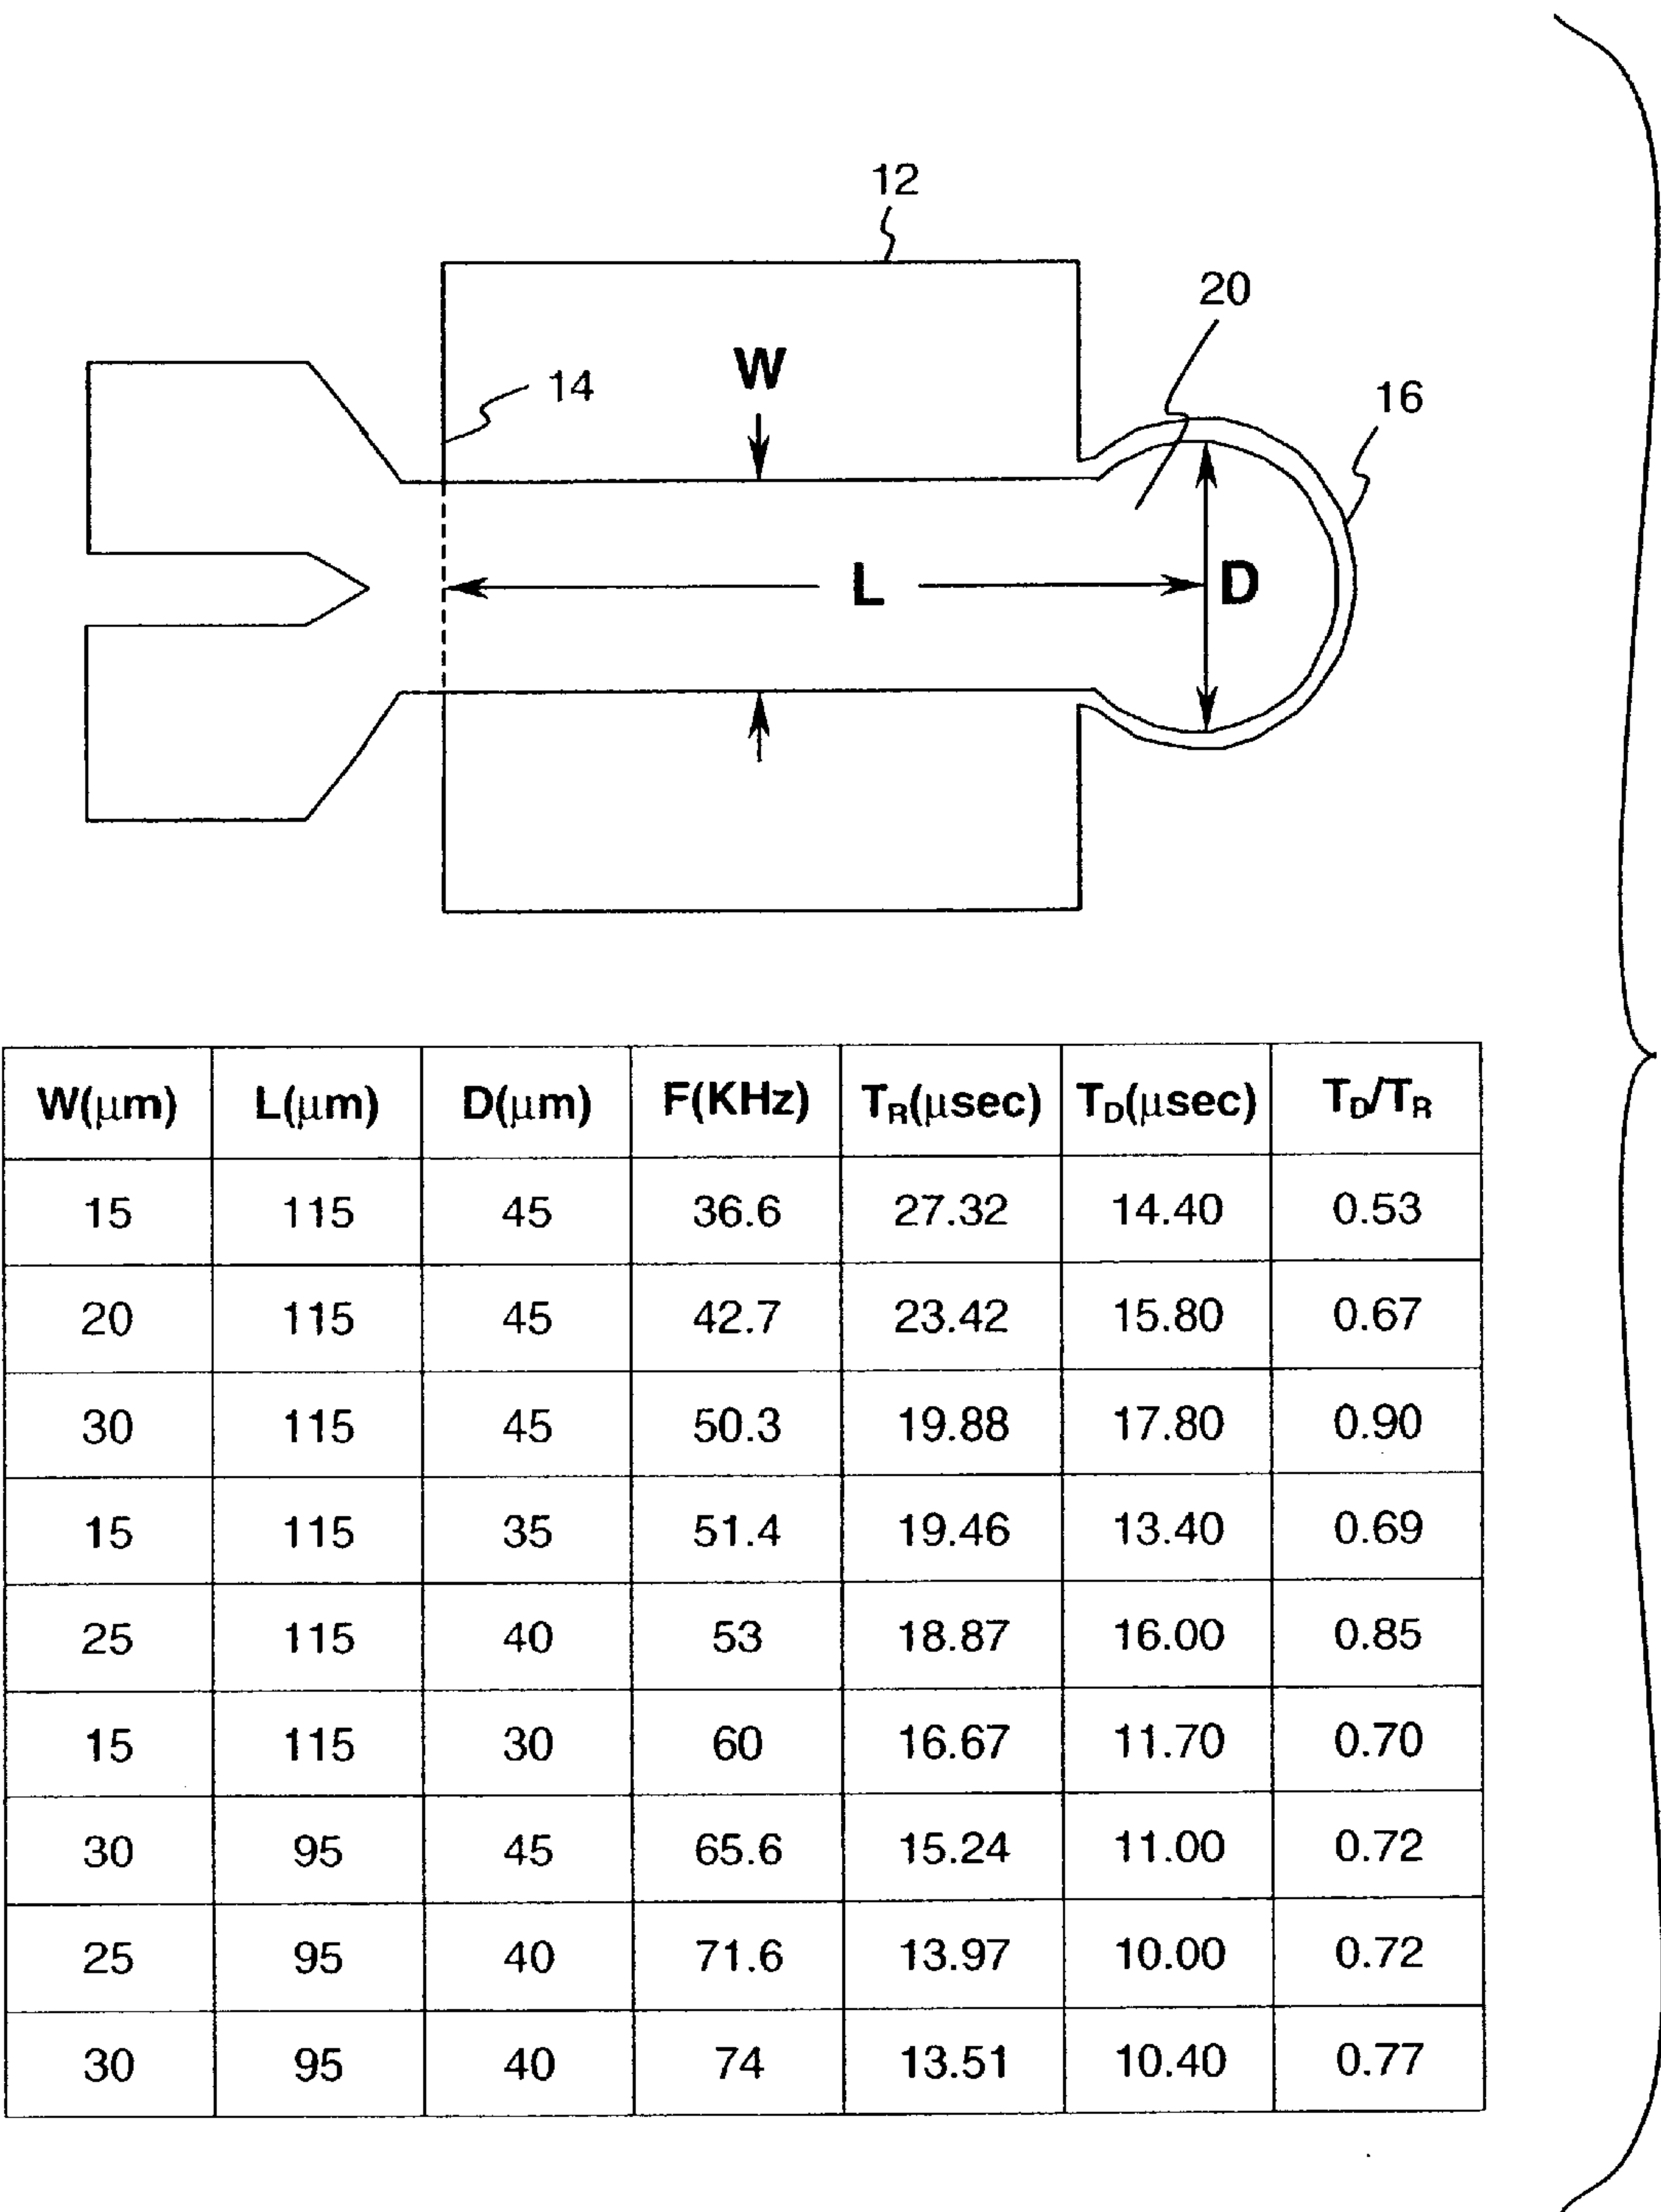 12
20
14
W
16
L
D
W(μm) L(μm) D(μm) F(KHz) T_R(μsec) T_D(μsec) T_D/T_R
15 115 45 36.6 27.32 14.40 0.53
20 115 45 42.7 23.42 15.80 0.67
30 115 45 50.3 19.88 17.80 0.90
15 115 35 51.4 19.46 13.40 0.69
25 115 40 53 18.87 16.00 0.85
15 115 30 60 16.67 11.70 0.70
30 95 45 65.6 15.24 11.00 0.72
25 95 40 71.6 13.97 10.00 0.72
30 95 40 74 13.51 10.40 0.77